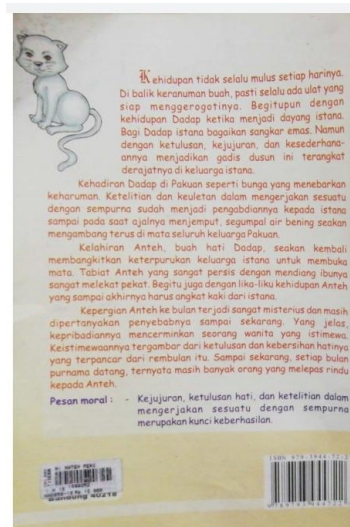 Kehidupan tidak selalu mulus setiap harinya.
Di balik keranuman buah, pasti selalu ada ulat yang
siap menggerogotinya. Begitupun dengan
kehidupan Dadap ketika menjadi dayang istana.
Bagi Dadap istana bagaikan sangkar emas. Namun
dengan ketulusan, kejujuran, dan kesederhana-
annya menjadikan gadis dusun ini terangkat
derajatnya di keluarga istana.
Kehadiran Dadap di Pakuan seperti bunga yang menebarkan
keharuman. Ketelitian dan keuletan dalam mengerjakan sesuatu
dengan sempurna sudah menjadi pengabdiannya kepada istana
sampai pada saat ajalnya menjemput, segumpal air bening seakan
mengambang terus di mata seluruh keluarga Pakuan.
Kelahiran Anteh, buah hati Dadap, seakan kembali
membangkitkan keterpurukan keluarga istana untuk membuka
mata. Tabiat Anteh yang sangat persis dengan mendiang ibunya
sangat melekat pekat. Begitu juga dengan lika-liku kehidupan Anteh
yang sampai akhirnya harus angkat kaki dari istana.
Kepergian Anteh ke bulan terjadi sangat misterius dan masih
dipertanyakan penyebabnya sampai sekarang. Yang jelas,
kepribadiannya mencerminkan seorang wanita yang istimewa.
Keistimewaannya tergambar dari ketulusan dan kebersihan hatinya
yang terpancar dari rembulan itu. Sampai sekarang, setiap bulan
purnama datang, ternyata masih banyak orang yang melepas rindu
kepada Anteh.
Pesan moral : - Kejujuran, ketulusan hati, dan ketelitian dalam
mengerjakan sesuatu dengan sempurna
merupakan kunci keberhasilan.